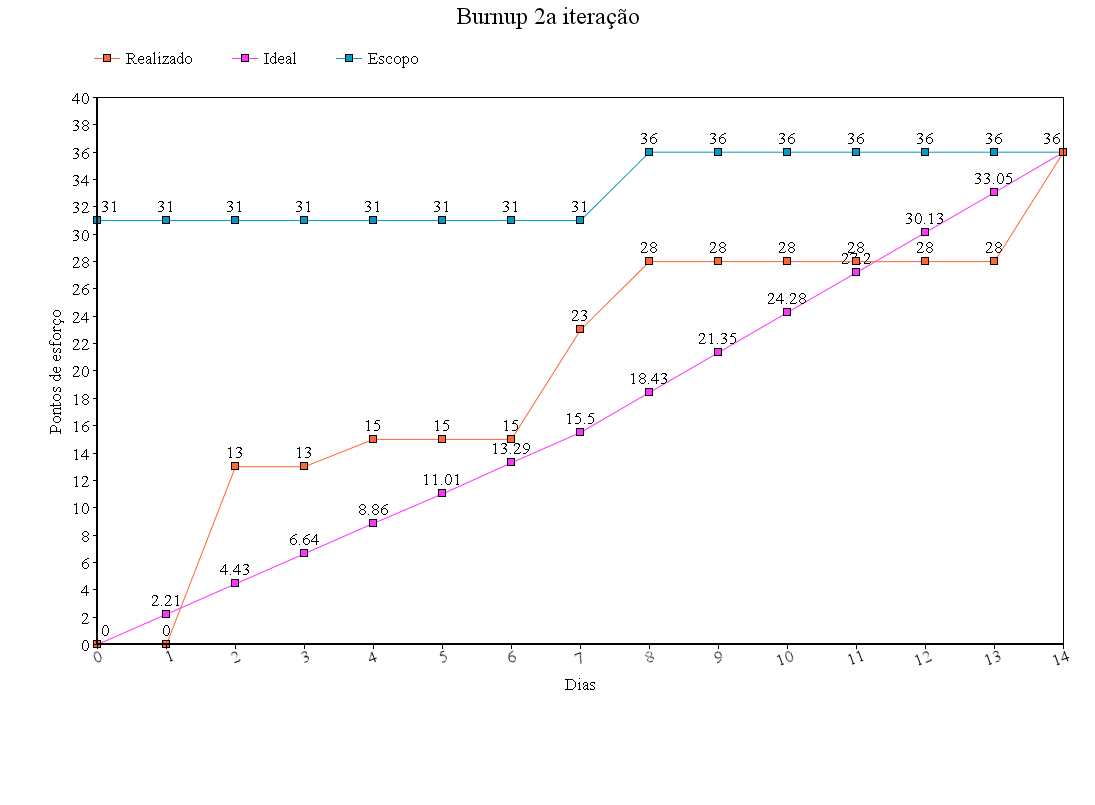 Burnup 2a iteração
Realizado Ideal Escopo
40
38
36 36 36 36 36 36 36 36
34
33.05
32 31 31 31 31 31 31 31 31
30 30.13
28 28 28 28 28 28 28 28
27.2
26
24 23 24.28
22 21.35
20
18 18.43
16 15 15 15 15.5
14 13 13 13.29
12 11.01
10
8 8.86
6 6.64
4 4.43
2 2.21
0 0 0
0 1 2 3 4 5 6 7 8 9 10 11 12 13 14
Pontos de esforço
Dias